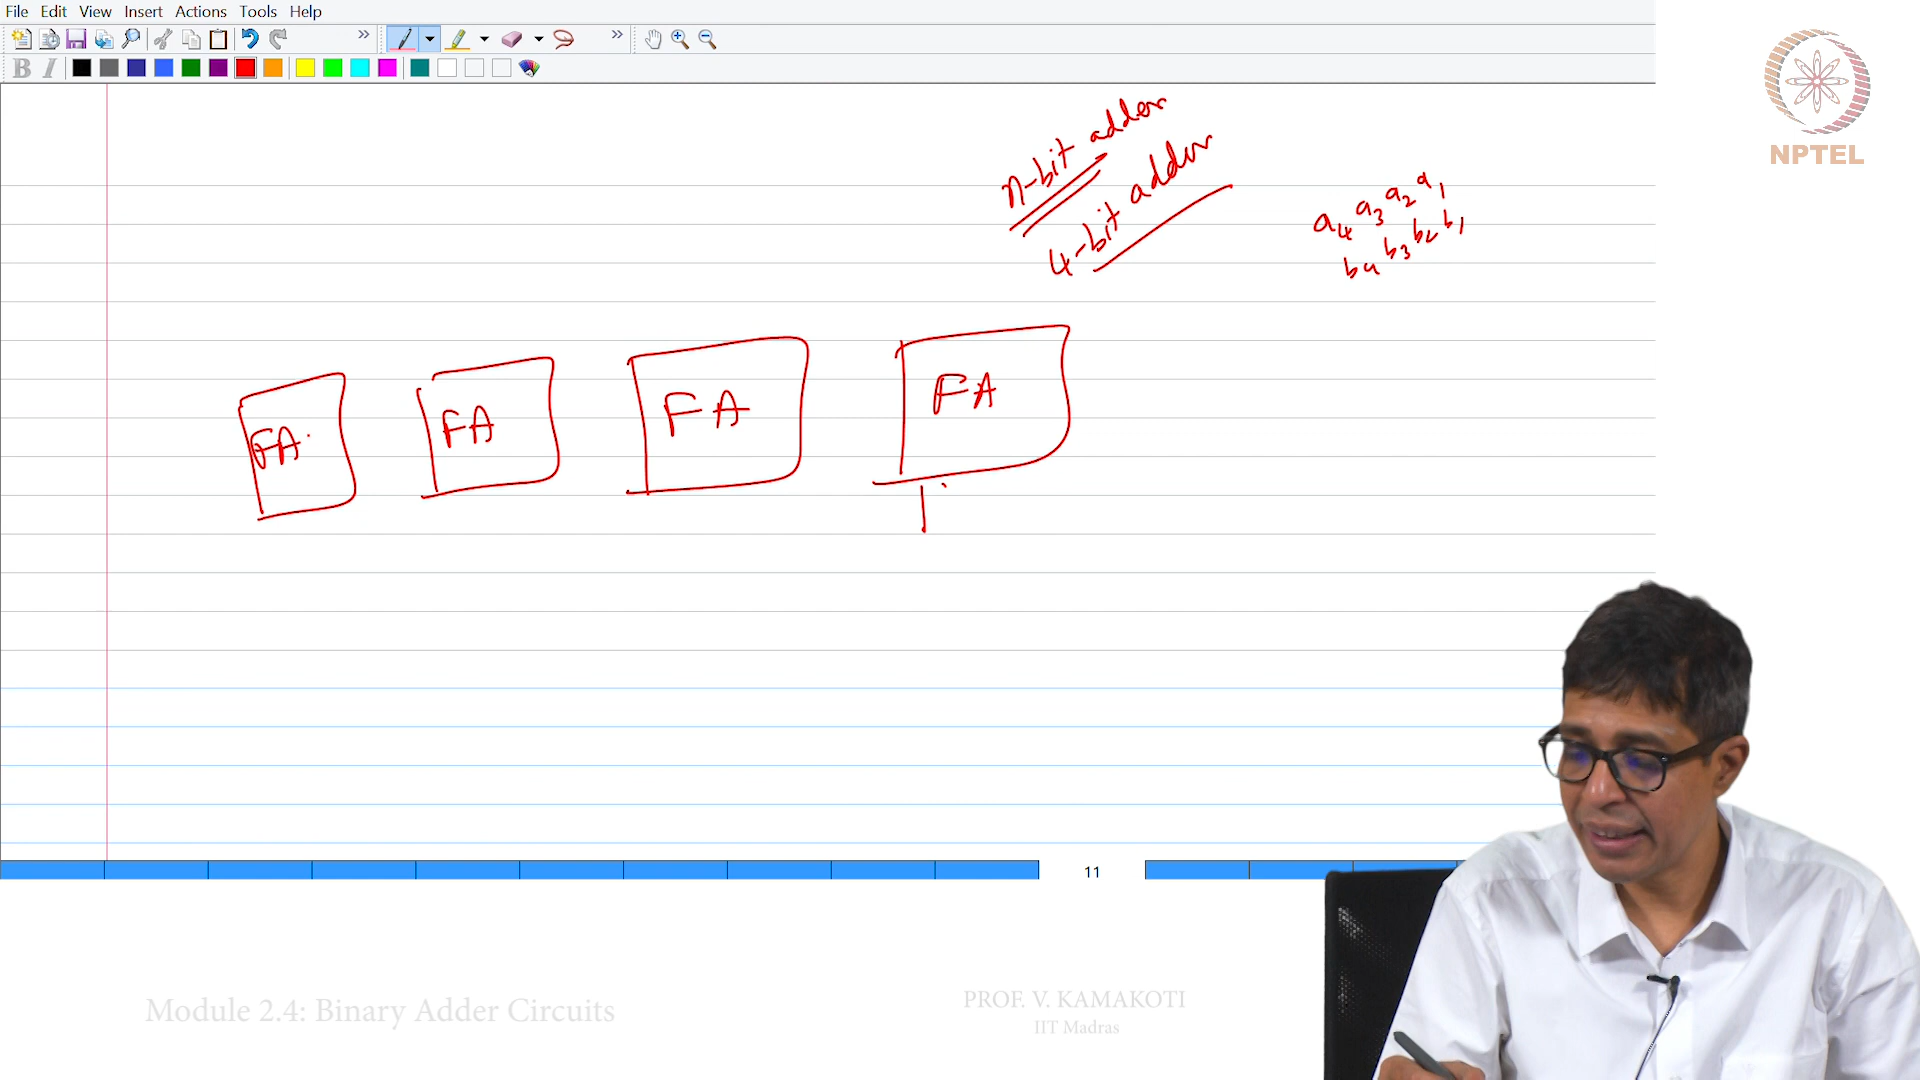 File Edit View Insert Actions Tools Help
B I
NPTEL
n-bit adder
4-bit adder
a4 a3 a2 a1
b4 b3 b2 b1
FA FA FA FA
11
Module 2.4: Binary Adder Circuits
PROF. V. KAMAKOTI
IIT Madras